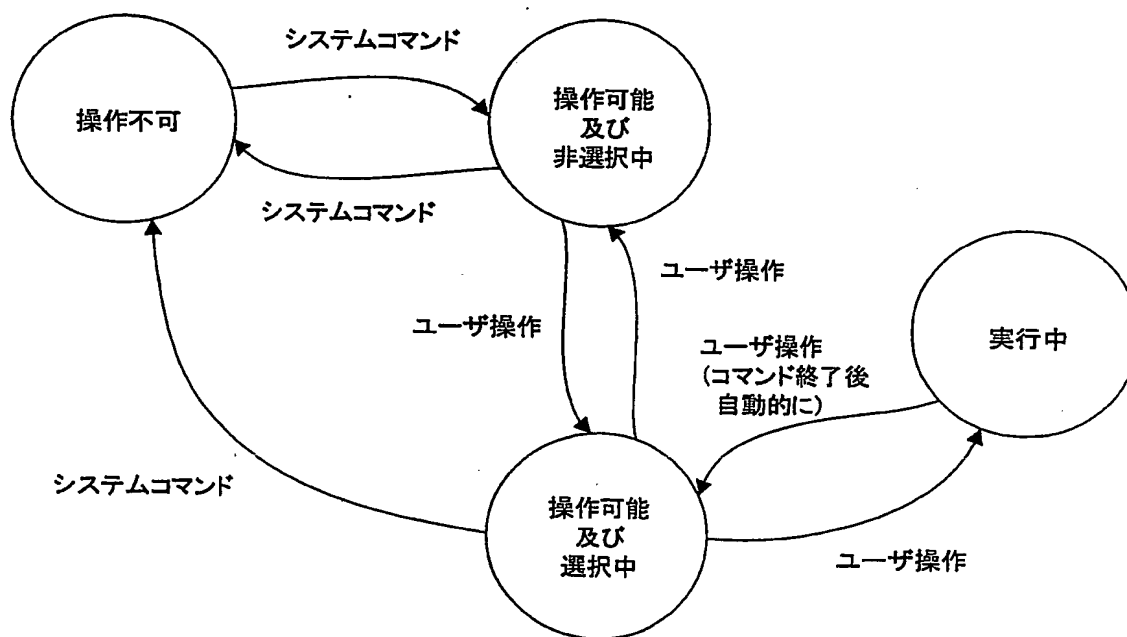 システムコマンド
操作不可
操作可能
及び
非選択中
システムコマンド
ユーザ操作
ユーザ操作
ユーザ操作
(コマンド終了後
自動的に)
実行中
システムコマンド
操作可能
及び
選択中
ユーザ操作